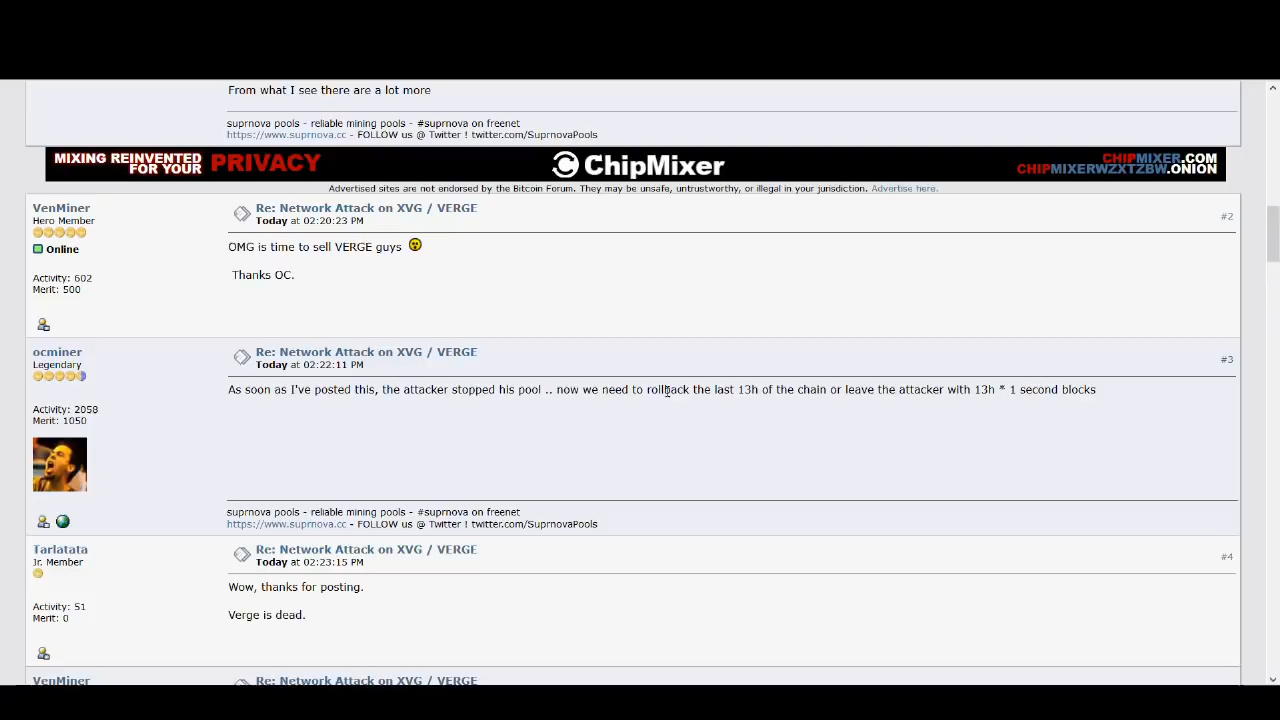 From what I see there are a lot more
suprnova pools - reliable mining pools - #suprnova on freenet
https://www.suprnova.cc - FOLLOW us @ Twitter ! twitter.com/SuprnovaPools
MIXING REINVENTED
FOR YOUR PRIVACY
ChipMixer
CHIPMIXER.COM
CHIPMIXERWZXTZBW.ONION
Advertised sites are not endorsed by the Bitcoin Forum. They may be unsafe, untrustworthy, or illegal in your jurisdiction. Advertise here.
VenMiner
Hero Member
Online
Activity: 602
Merit: 500
Re: Network Attack on XVG / VERGE
Today at 02:20:23 PM
#2
OMG is time to sell VERGE guys
Thanks OC.
ocminer
Legendary
Activity: 2058
Merit: 1050
Re: Network Attack on XVG / VERGE
Today at 02:22:11 PM
#3
As soon as I've posted this, the attacker stopped his pool .. now we need to rollback the last 13h of the chain or leave the attacker with 13h * 1 second blocks
suprnova pools - reliable mining pools - #suprnova on freenet
https://www.suprnova.cc - FOLLOW us @ Twitter ! twitter.com/SuprnovaPools
Tarlatata
Jr. Member
Activity: 51
Merit: 0
Re: Network Attack on XVG / VERGE
Today at 02:23:15 PM
#4
Wow, thanks for posting.
Verge is dead.
VenMiner
Re: Network Attack on XVG / VERGE